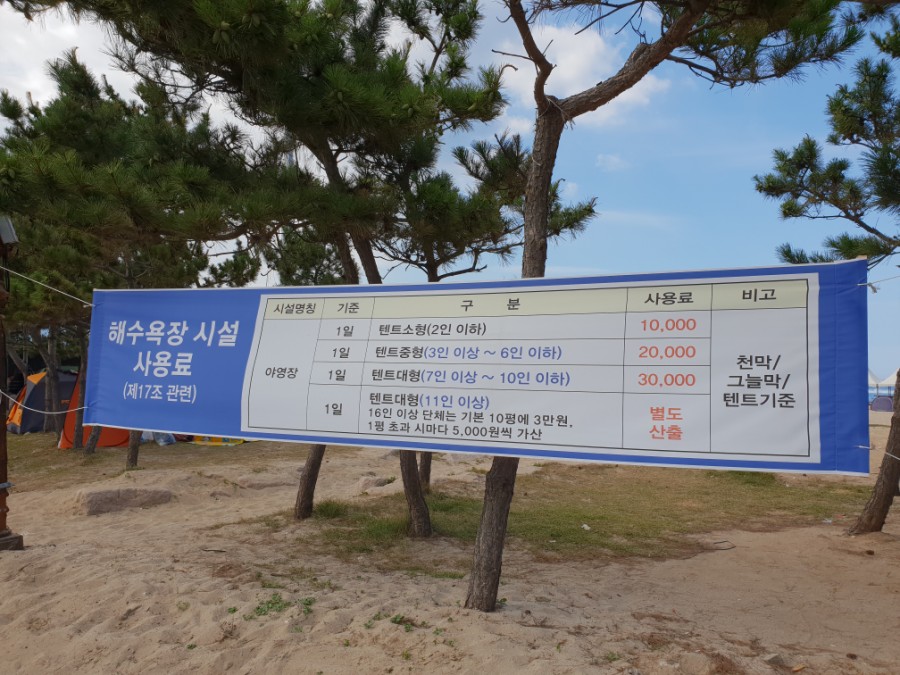 해수욕장 시설
사용료
(제17조 관련)
시설명칭 기준 구 분 사용료 비고
야영장
1일 텐트소형(2인 이하) 10,000
1일 텐트중형(3인 이상 ~ 6인 이하) 20,000
1일 텐트대형(7인 이상 ~ 10인 이하) 30,000
1일 텐트대형(11인 이상)
16인 이상 단체는 기본 10평에 3만원,
1평 초과 시마다 5,000원씩 가산
별도
산출
천막/
그늘막/
텐트기준